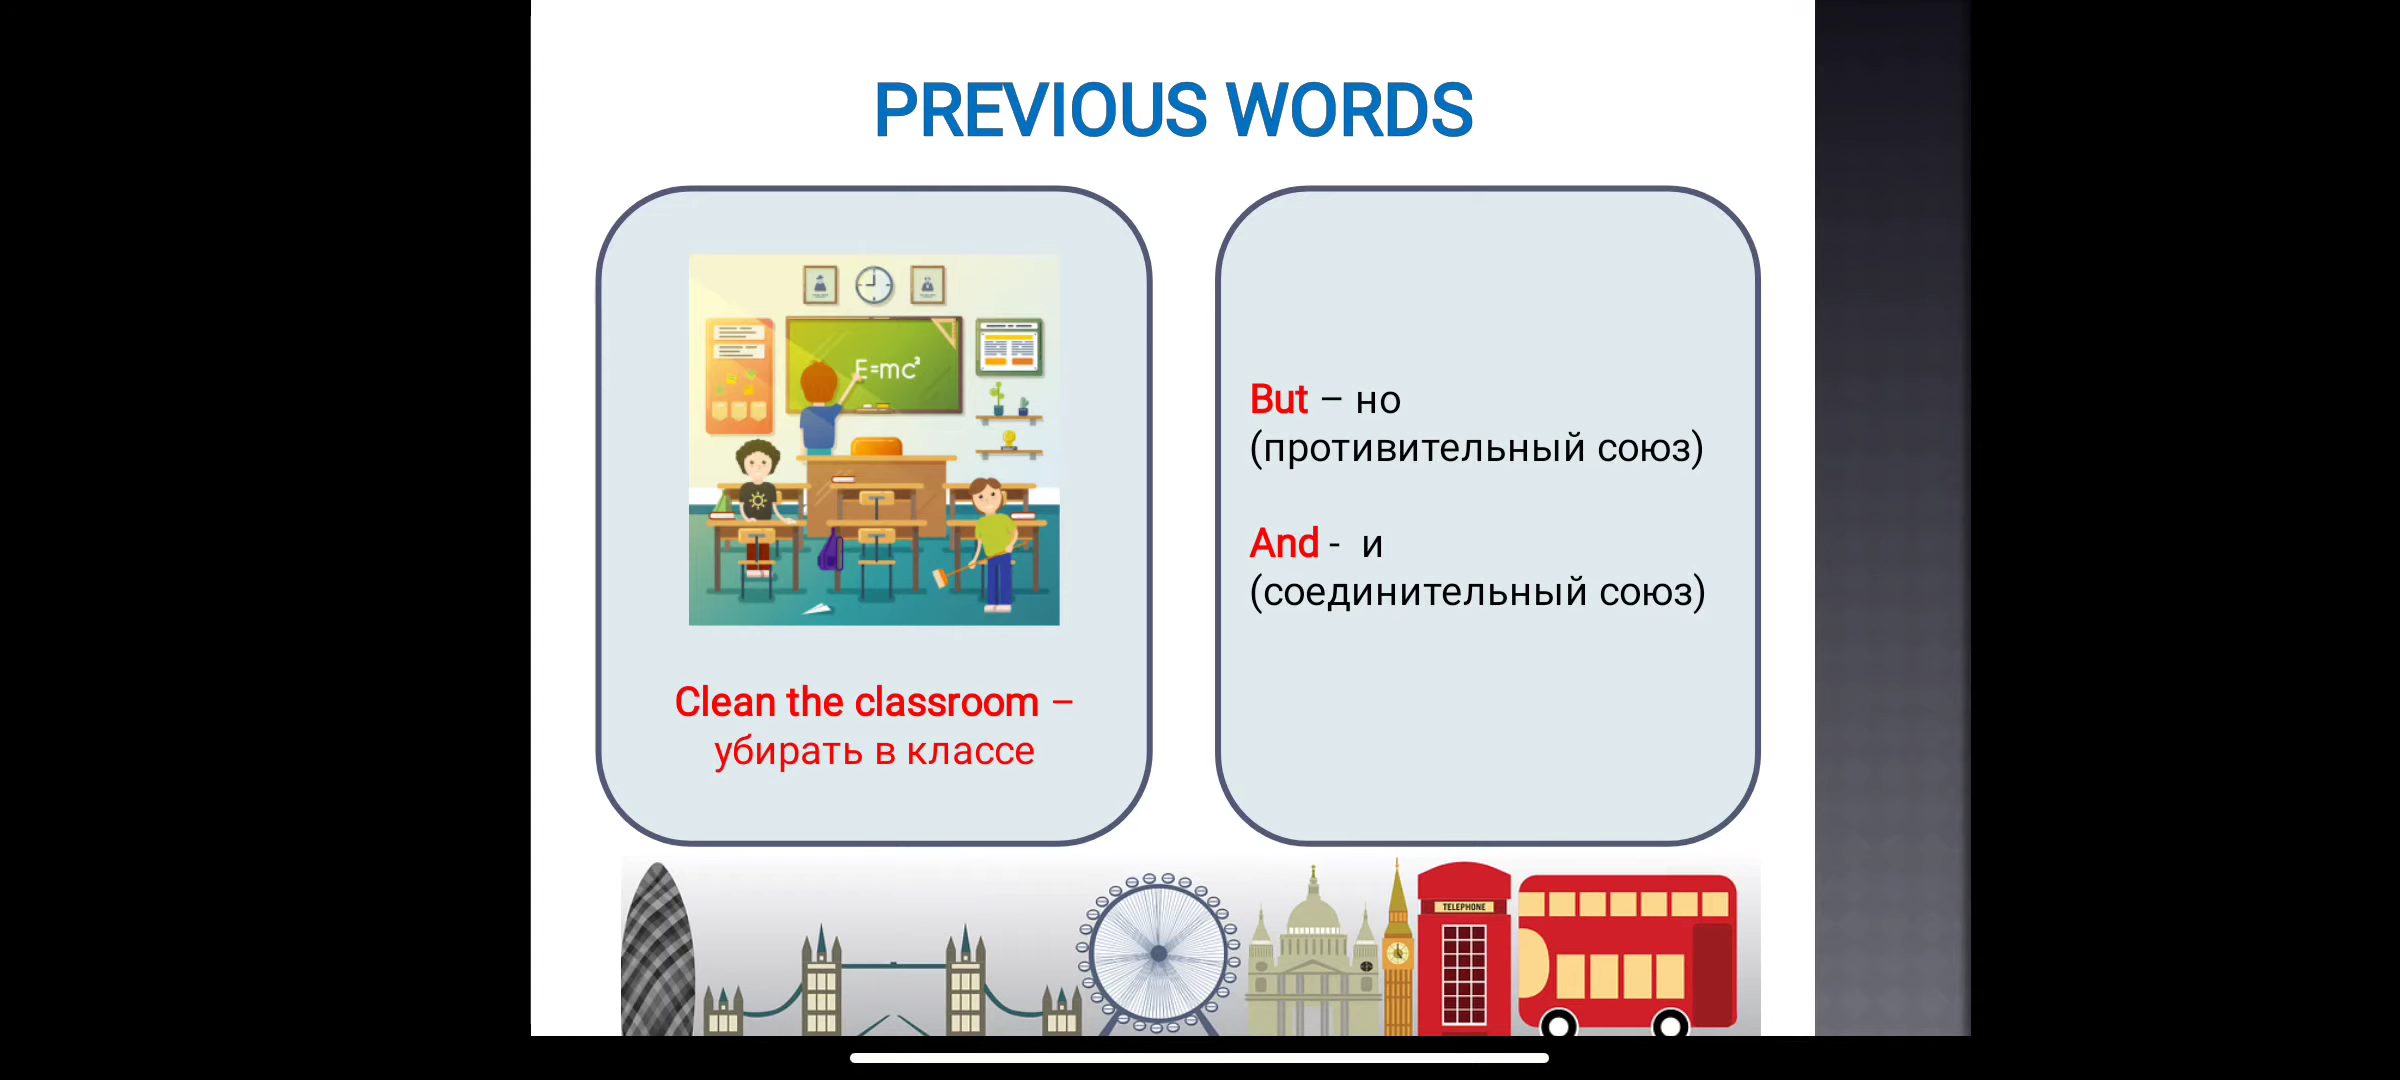 PREVIOUS WORDS
E=mc²
Clean the classroom –
убирать в классе
But – но
(противительный союз)
And -  и
(соединительный союз)
TELEPHONE